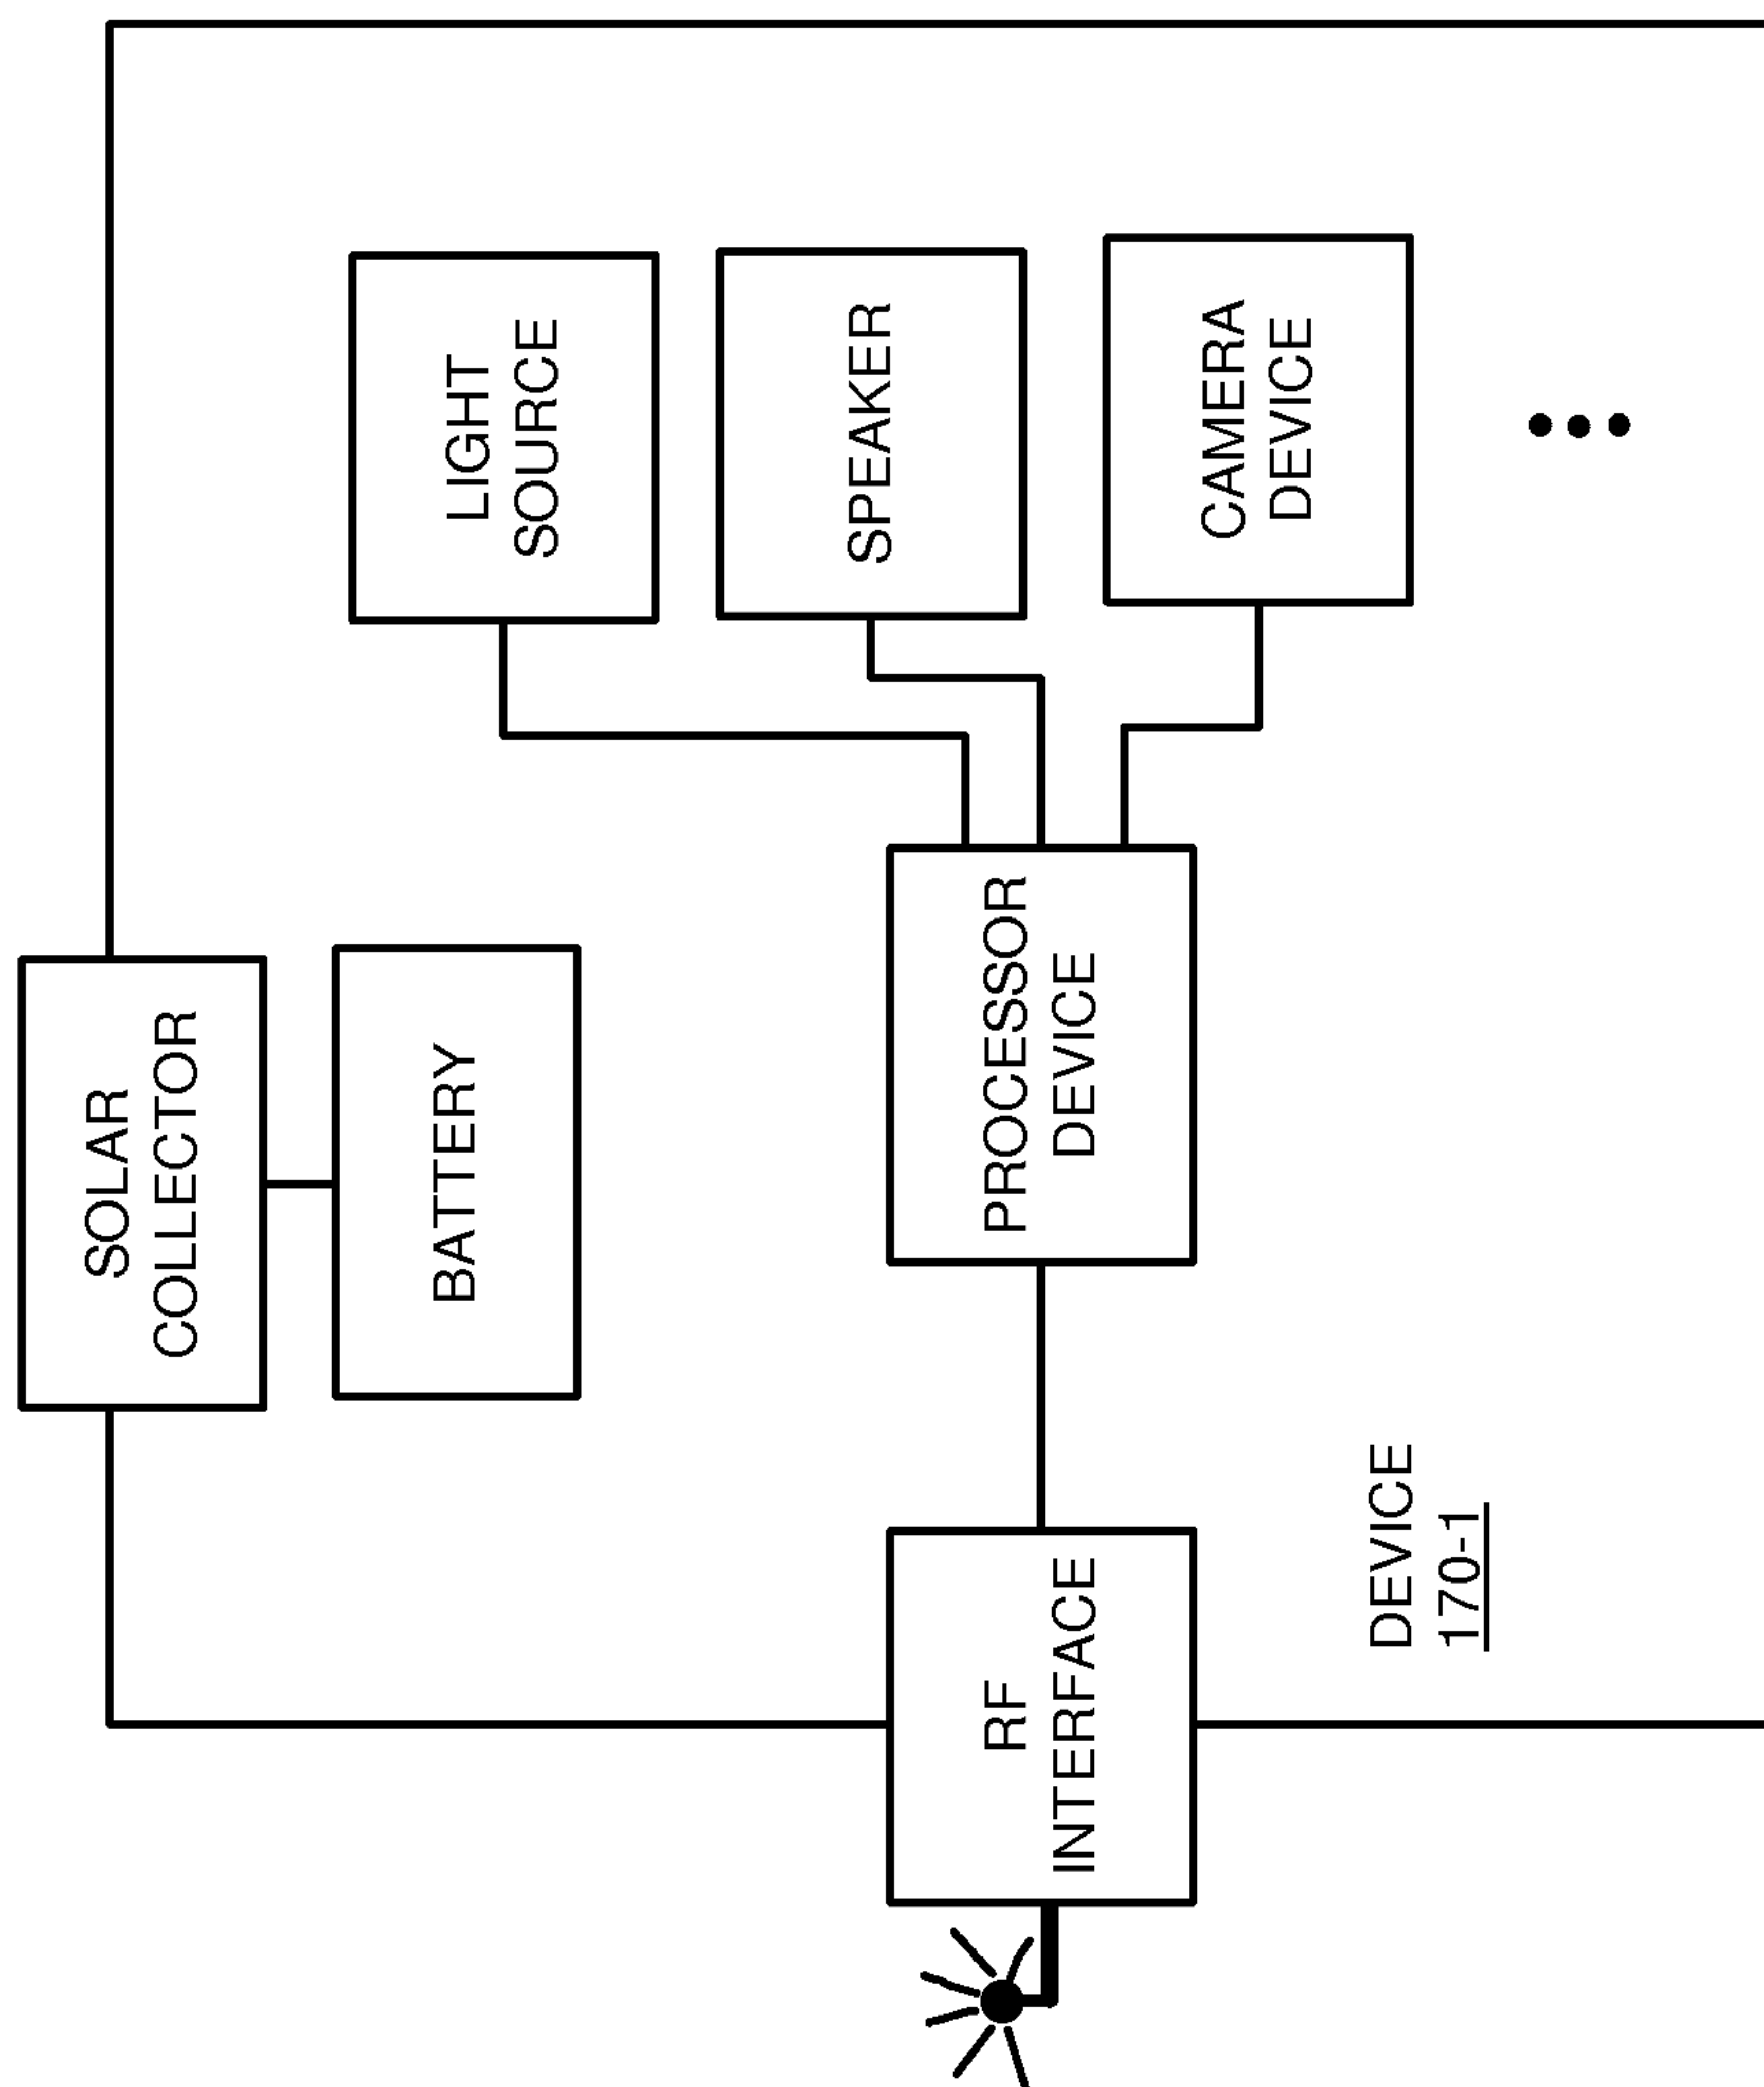 SOLAR
COLLECTOR
BATTERY
LIGHT
SOURCE
SPEAKER
CAMERA
DEVICE
PROCESSOR
DEVICE
RF
INTERFACE
DEVICE
170-1